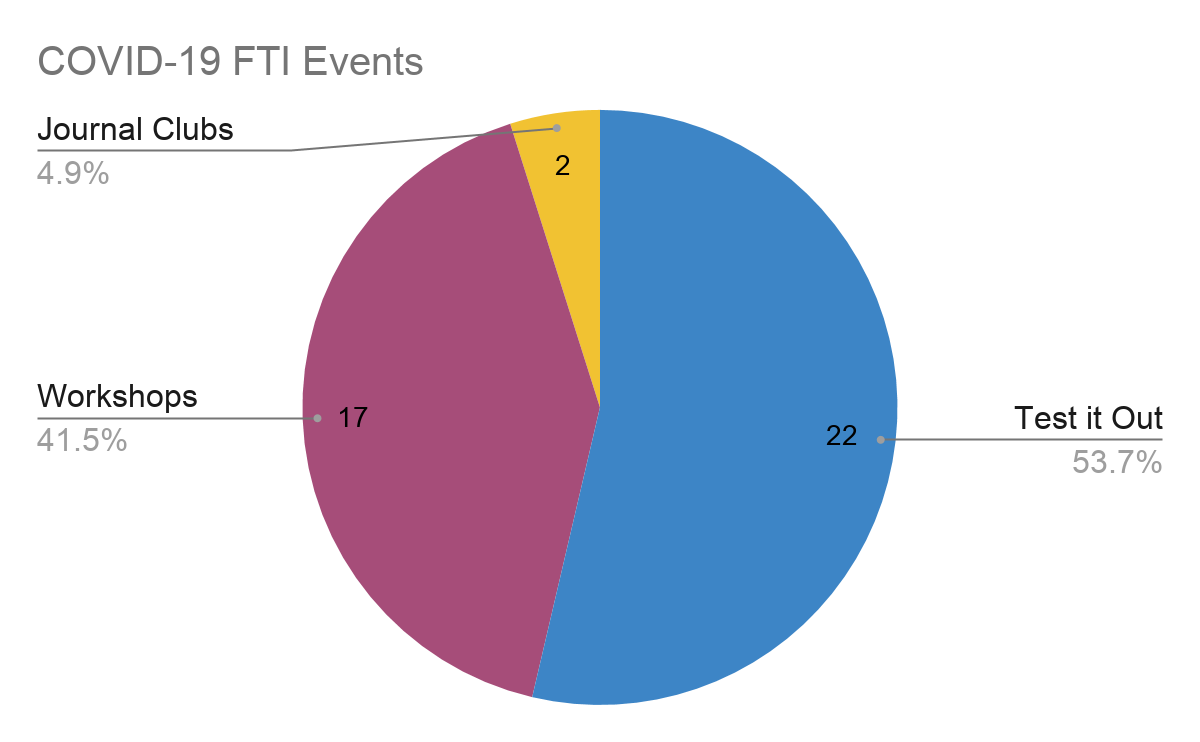 COVID-19 FTI Events
Journal Clubs
4.9%
2
Workshops
41.5%
17
22
Test it Out
53.7%